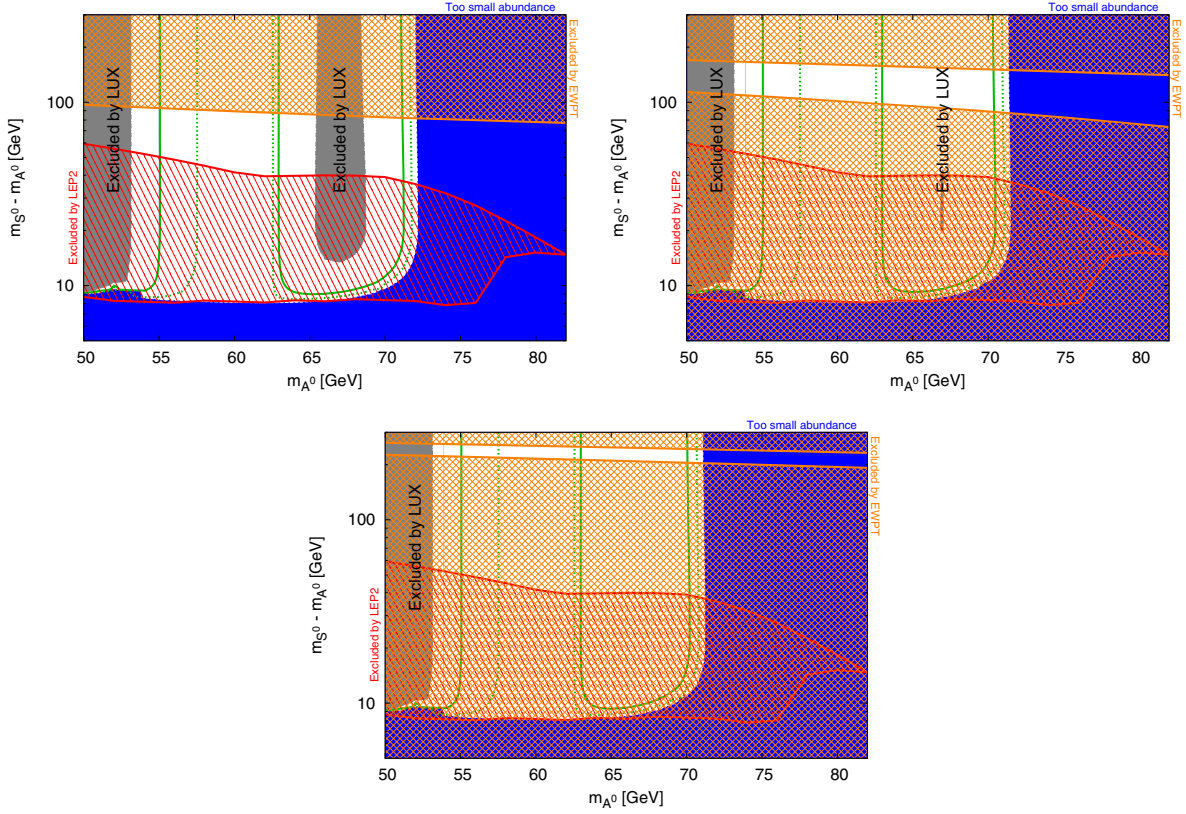 Too small abundance
100
10
50
55
60
65
70
75
80
m_A⁰ [GeV]
m_S⁰ - m_A⁰ [GeV]
Excluded by LEP2
Excluded by LUX
Excluded by LUX
Excluded by EWPT
Too small abundance
100
10
50
55
60
65
70
75
80
m_A⁰ [GeV]
m_S⁰ - m_A⁰ [GeV]
Excluded by LEP2
Excluded by LUX
Excluded by LUX
Excluded by EWPT
Too small abundance
100
10
50
55
60
65
70
75
80
m_A⁰ [GeV]
m_S⁰ - m_A⁰ [GeV]
Excluded by LEP2
Excluded by LUX
Excluded by EWPT